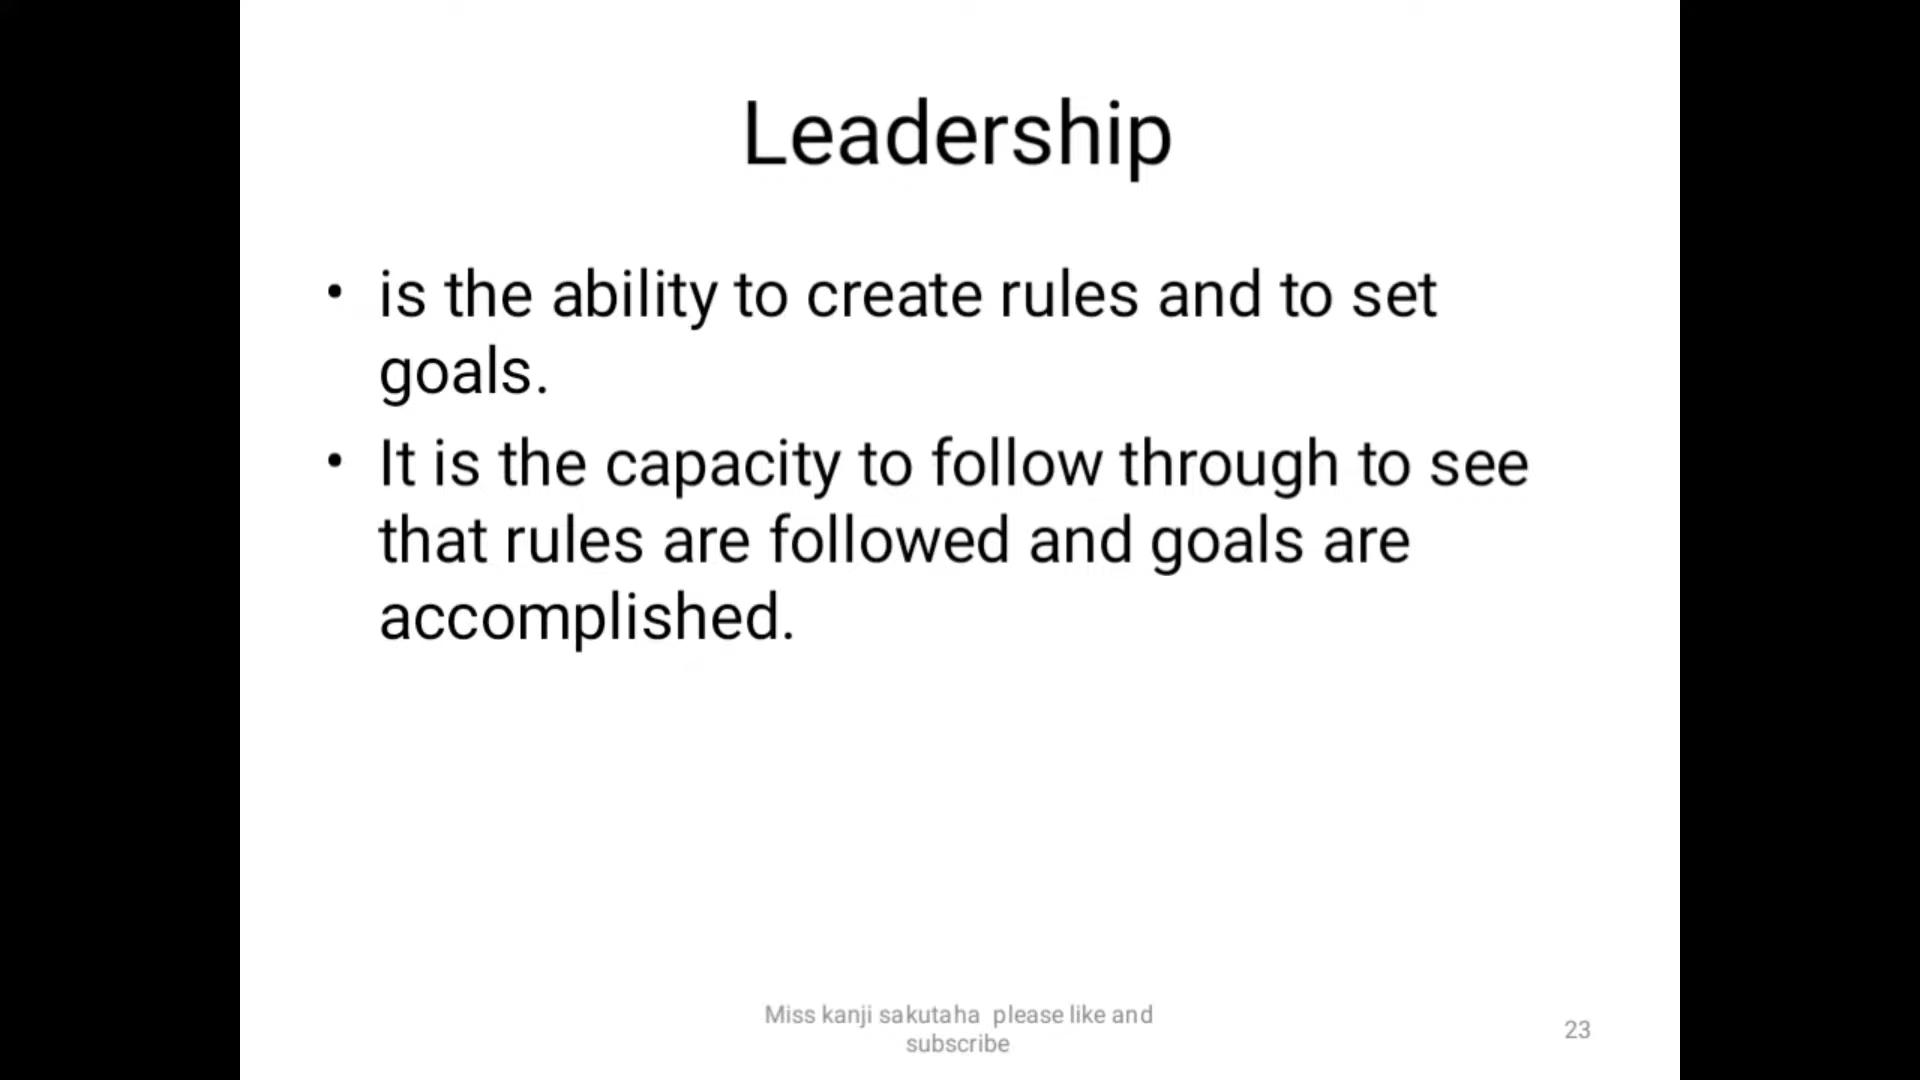 Leadership
• is the ability to create rules and to set
goals.
• It is the capacity to follow through to see
that rules are followed and goals are
accomplished.
Miss kanji sakutaha please like and
subscribe
23